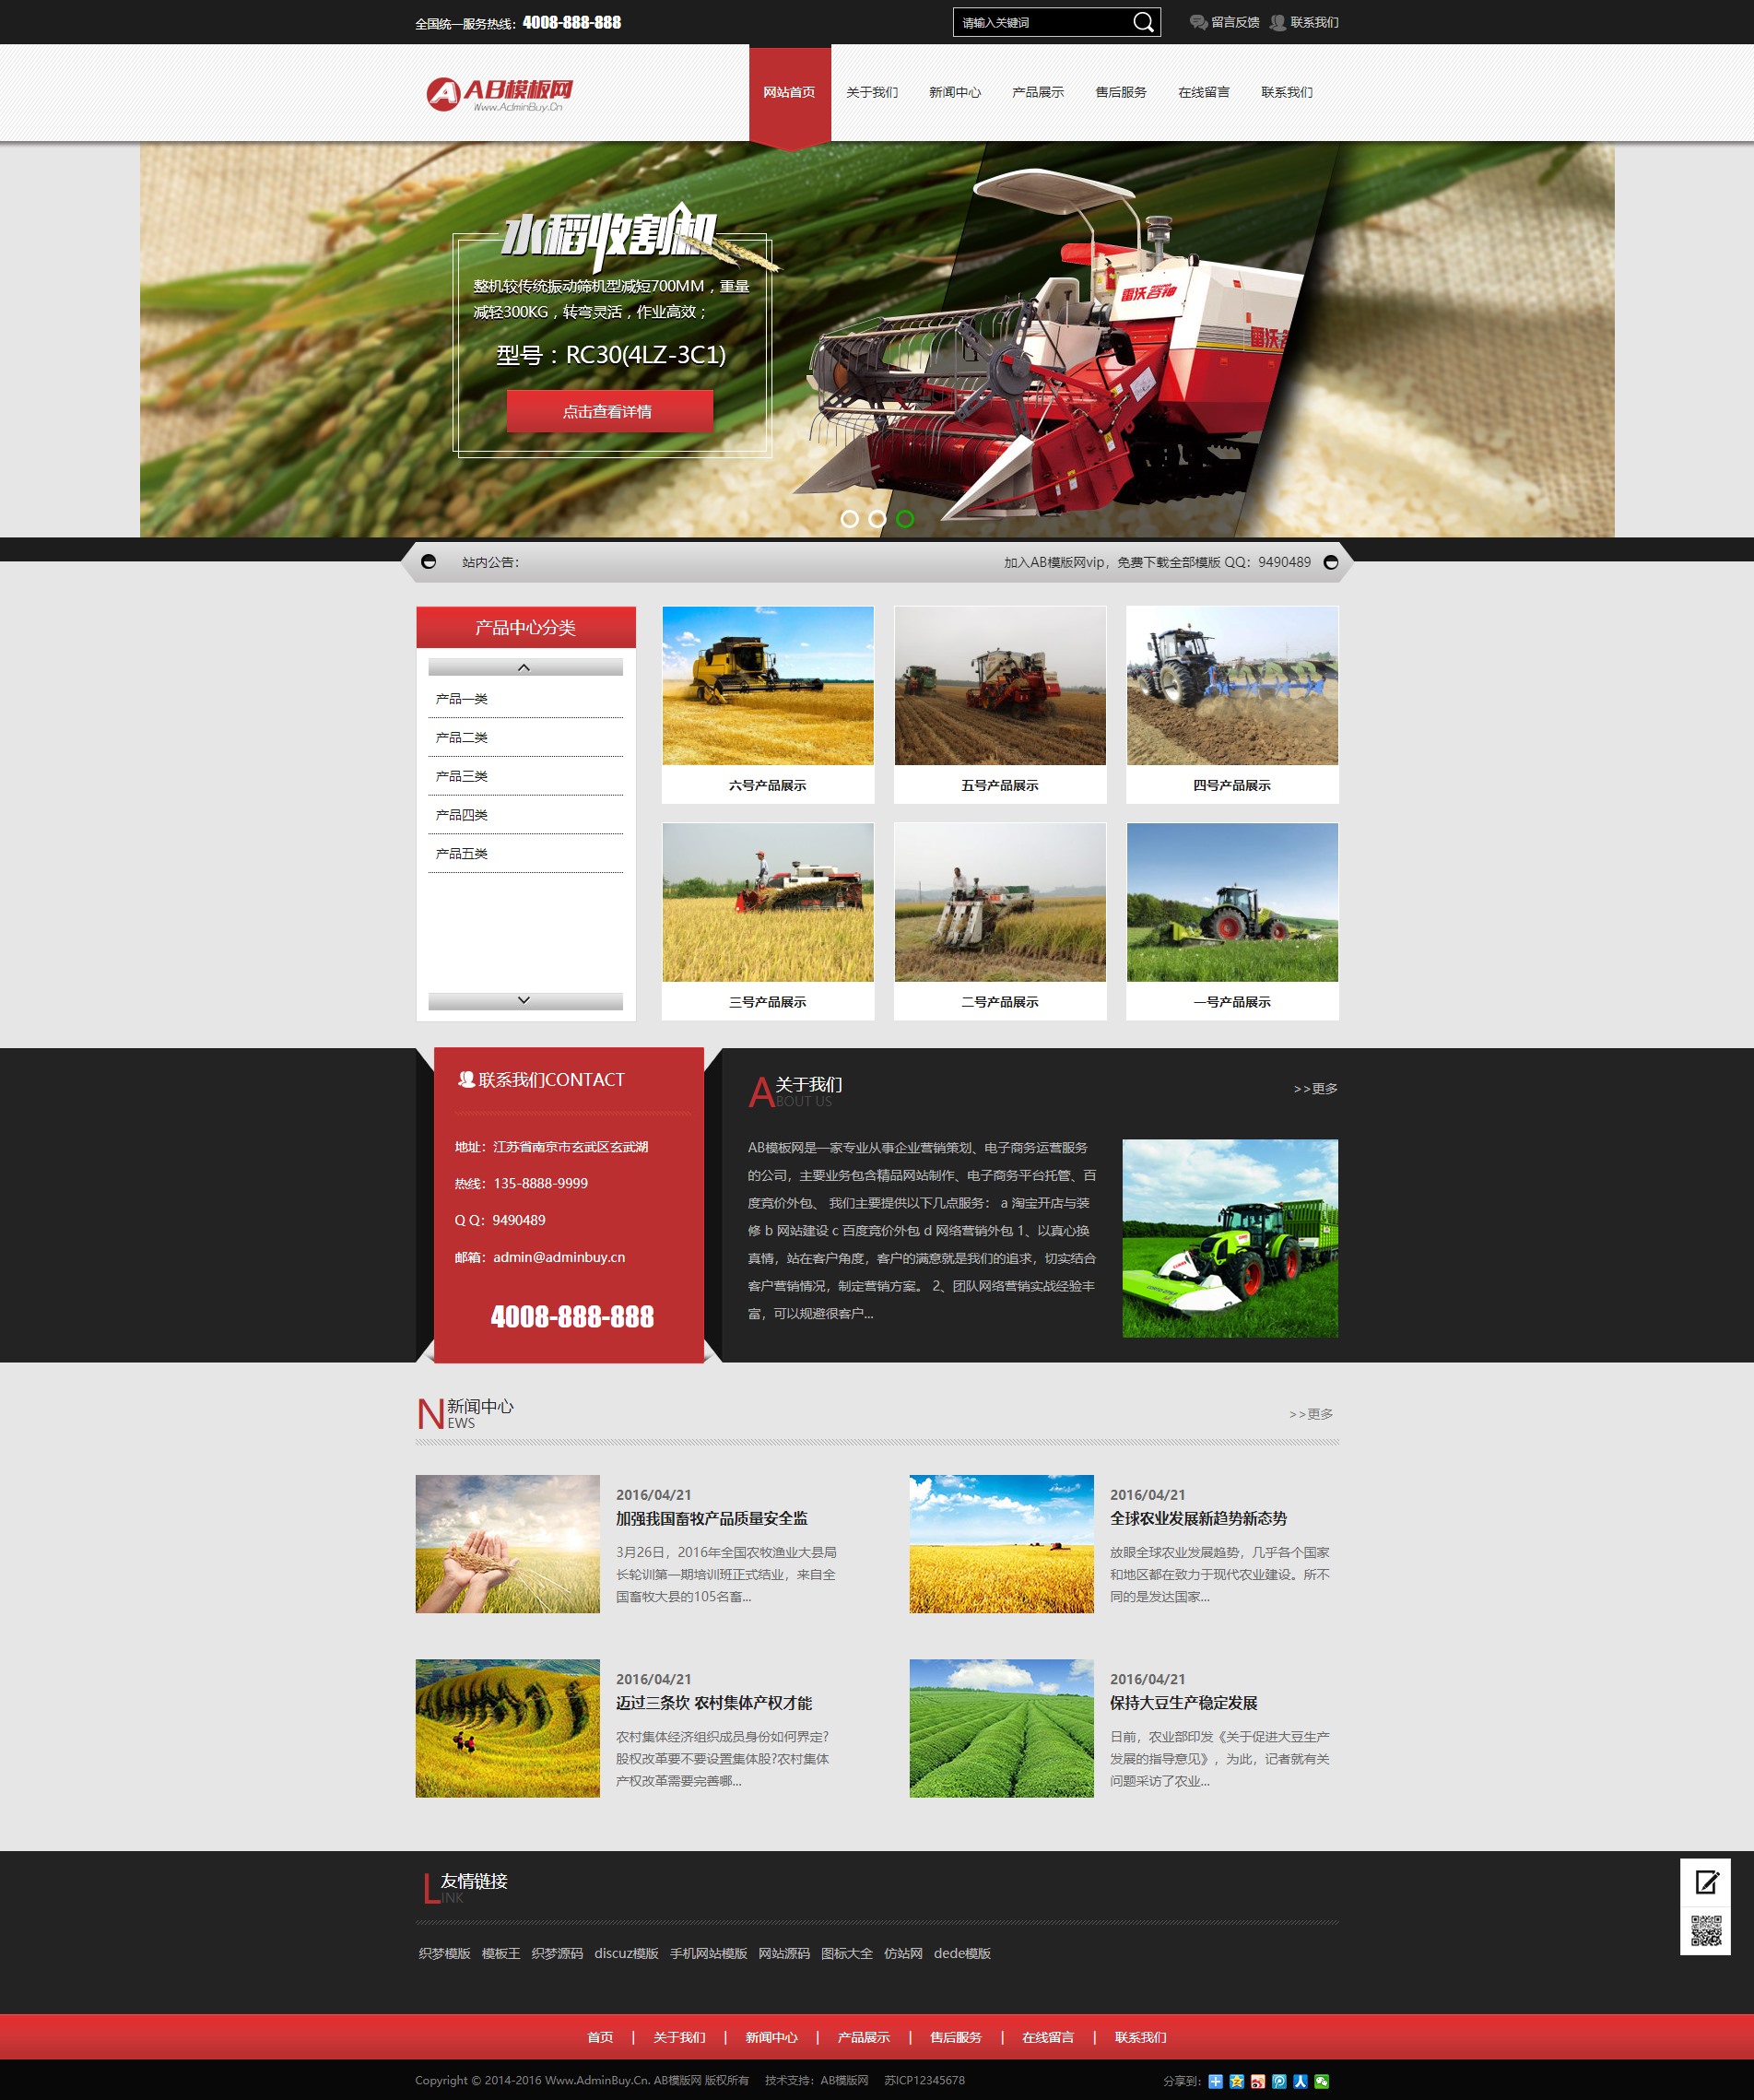 全国统一服务热线：4008-888-888
请输入关键词
留言反馈 联系我们
AB模板网
Www.AdminBuy.Cn
网站首页 关于我们 新闻中心 产品展示 售后服务 在线留言 联系我们
水稻收割机
整机较传统振动筛机型减短700MM，重量
减轻300KG，转弯灵活，作业高效；
型号：RC30(4LZ-3C1)
点击查看详情
雷沃谷神
雷沃谷
站内公告：
加入AB模版网vip，免费下载全部模版 QQ：9490489
产品中心分类
产品一类
产品二类
产品三类
产品四类
产品五类
六号产品展示
五号产品展示
四号产品展示
三号产品展示
二号产品展示
一号产品展示
联系我们CONTACT
地址：江苏省南京市玄武区玄武湖
热线：135-8888-9999
Q Q：9490489
邮箱：admin@adminbuy.cn
4008-888-888
A关于我们
BOUT US
>>更多
AB模板网是一家专业从事企业营销策划、电子商务运营服务
的公司，主要业务包含精品网站制作、电子商务平台托管、百
度竞价外包、 我们主要提供以下几点服务： a 淘宝开店与装
修 b 网站建设 c 百度竞价外包 d 网络营销外包 1、以真心换
真情，站在客户角度，客户的满意就是我们的追求，切实结合
客户营销情况，制定营销方案。 2、团队网络营销实战经验丰
富，可以规避很客户...
N新闻中心
EWS
>>更多
2016/04/21
加强我国畜牧产品质量安全监
3月26日，2016年全国农牧渔业大县局
长轮训第一期培训班正式结业，来自全
国畜牧大县的105名畜...
2016/04/21
全球农业发展新趋势新态势
放眼全球农业发展趋势，几乎各个国家
和地区都在致力于现代农业建设。所不
同的是发达国家...
2016/04/21
迈过三条坎 农村集体产权才能
农村集体经济组织成员身份如何界定?
股权改革要不要设置集体股?农村集体
产权改革需要完善哪...
2016/04/21
保持大豆生产稳定发展
日前，农业部印发《关于促进大豆生产
发展的指导意见》，为此，记者就有关
问题采访了农业...
L友情链接
INK
织梦模版 模板王 织梦源码 discuz模版 手机网站模版 网站源码 图标大全 仿站网 dede模版
首页 | 关于我们 | 新闻中心 | 产品展示 | 售后服务 | 在线留言 | 联系我们
Copyright © 2014-2016 Www.AdminBuy.Cn. AB模版网 版权所有 技术支持：AB模版网 苏ICP12345678
分享到：